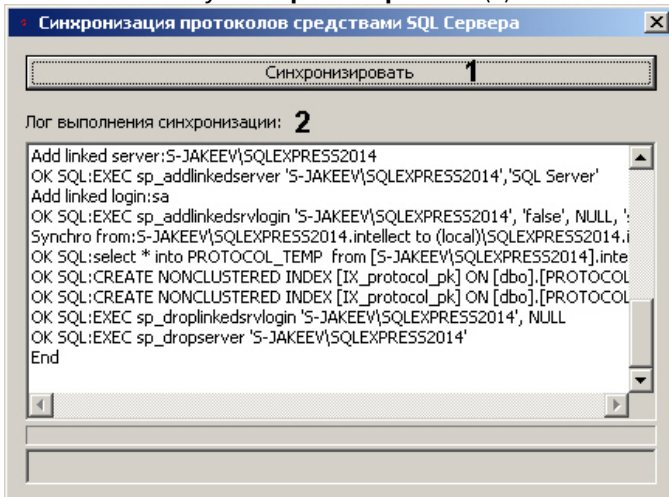 Синхронизация протоколов средствами SQL Сервера
Синхронизировать 1
Лог выполнения синхронизации: 2
Add linked server:S-JAKEEV\SQLEXPRESS2014
OK SQL:EXEC sp_addlinkedserver 'S-JAKEEV\SQLEXPRESS2014','SQL Server'
Add linked login:sa
OK SQL:EXEC sp_addlinkedsrvlogin 'S-JAKEEV\SQLEXPRESS2014', 'false', NULL, '
Synchro from:S-JAKEEV\SQLEXPRESS2014.intellect to (local)\SQLEXPRESS2014.i
OK SQL:select * into PROTOCOL_TEMP from [S-JAKEEV\SQLEXPRESS2014].inte
OK SQL:CREATE NONCLUSTERED INDEX [IX_protocol_pk] ON [dbo].[PROTOCOL
OK SQL:CREATE NONCLUSTERED INDEX [IX_protocol_pk] ON [dbo].[PROTOCOL
OK SQL:EXEC sp_droplinkedsrvlogin 'S-JAKEEV\SQLEXPRESS2014', NULL
OK SQL:EXEC sp_dropserver 'S-JAKEEV\SQLEXPRESS2014'
End